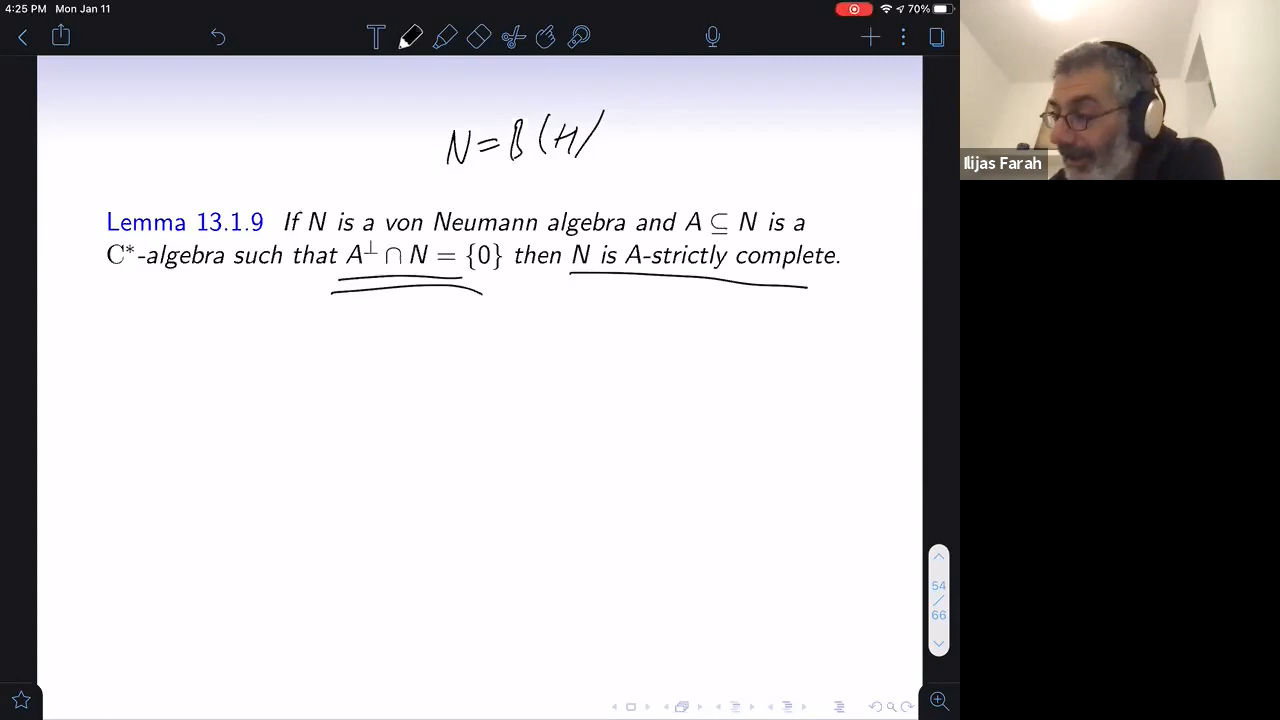 4:25 PM Mon Jan 11
70%
N = B(H)
Lemma 13.1.9 If N is a von Neumann algebra and A ⊆ N is a
C*-algebra such that A⊥ ∩ N = {0} then N is A-strictly complete.
Ilijas Farah
54
/
66